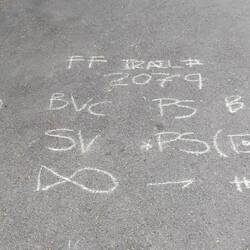 FF TRAIL #
2079
BVC PS B
SV *PS(B
∞ → #